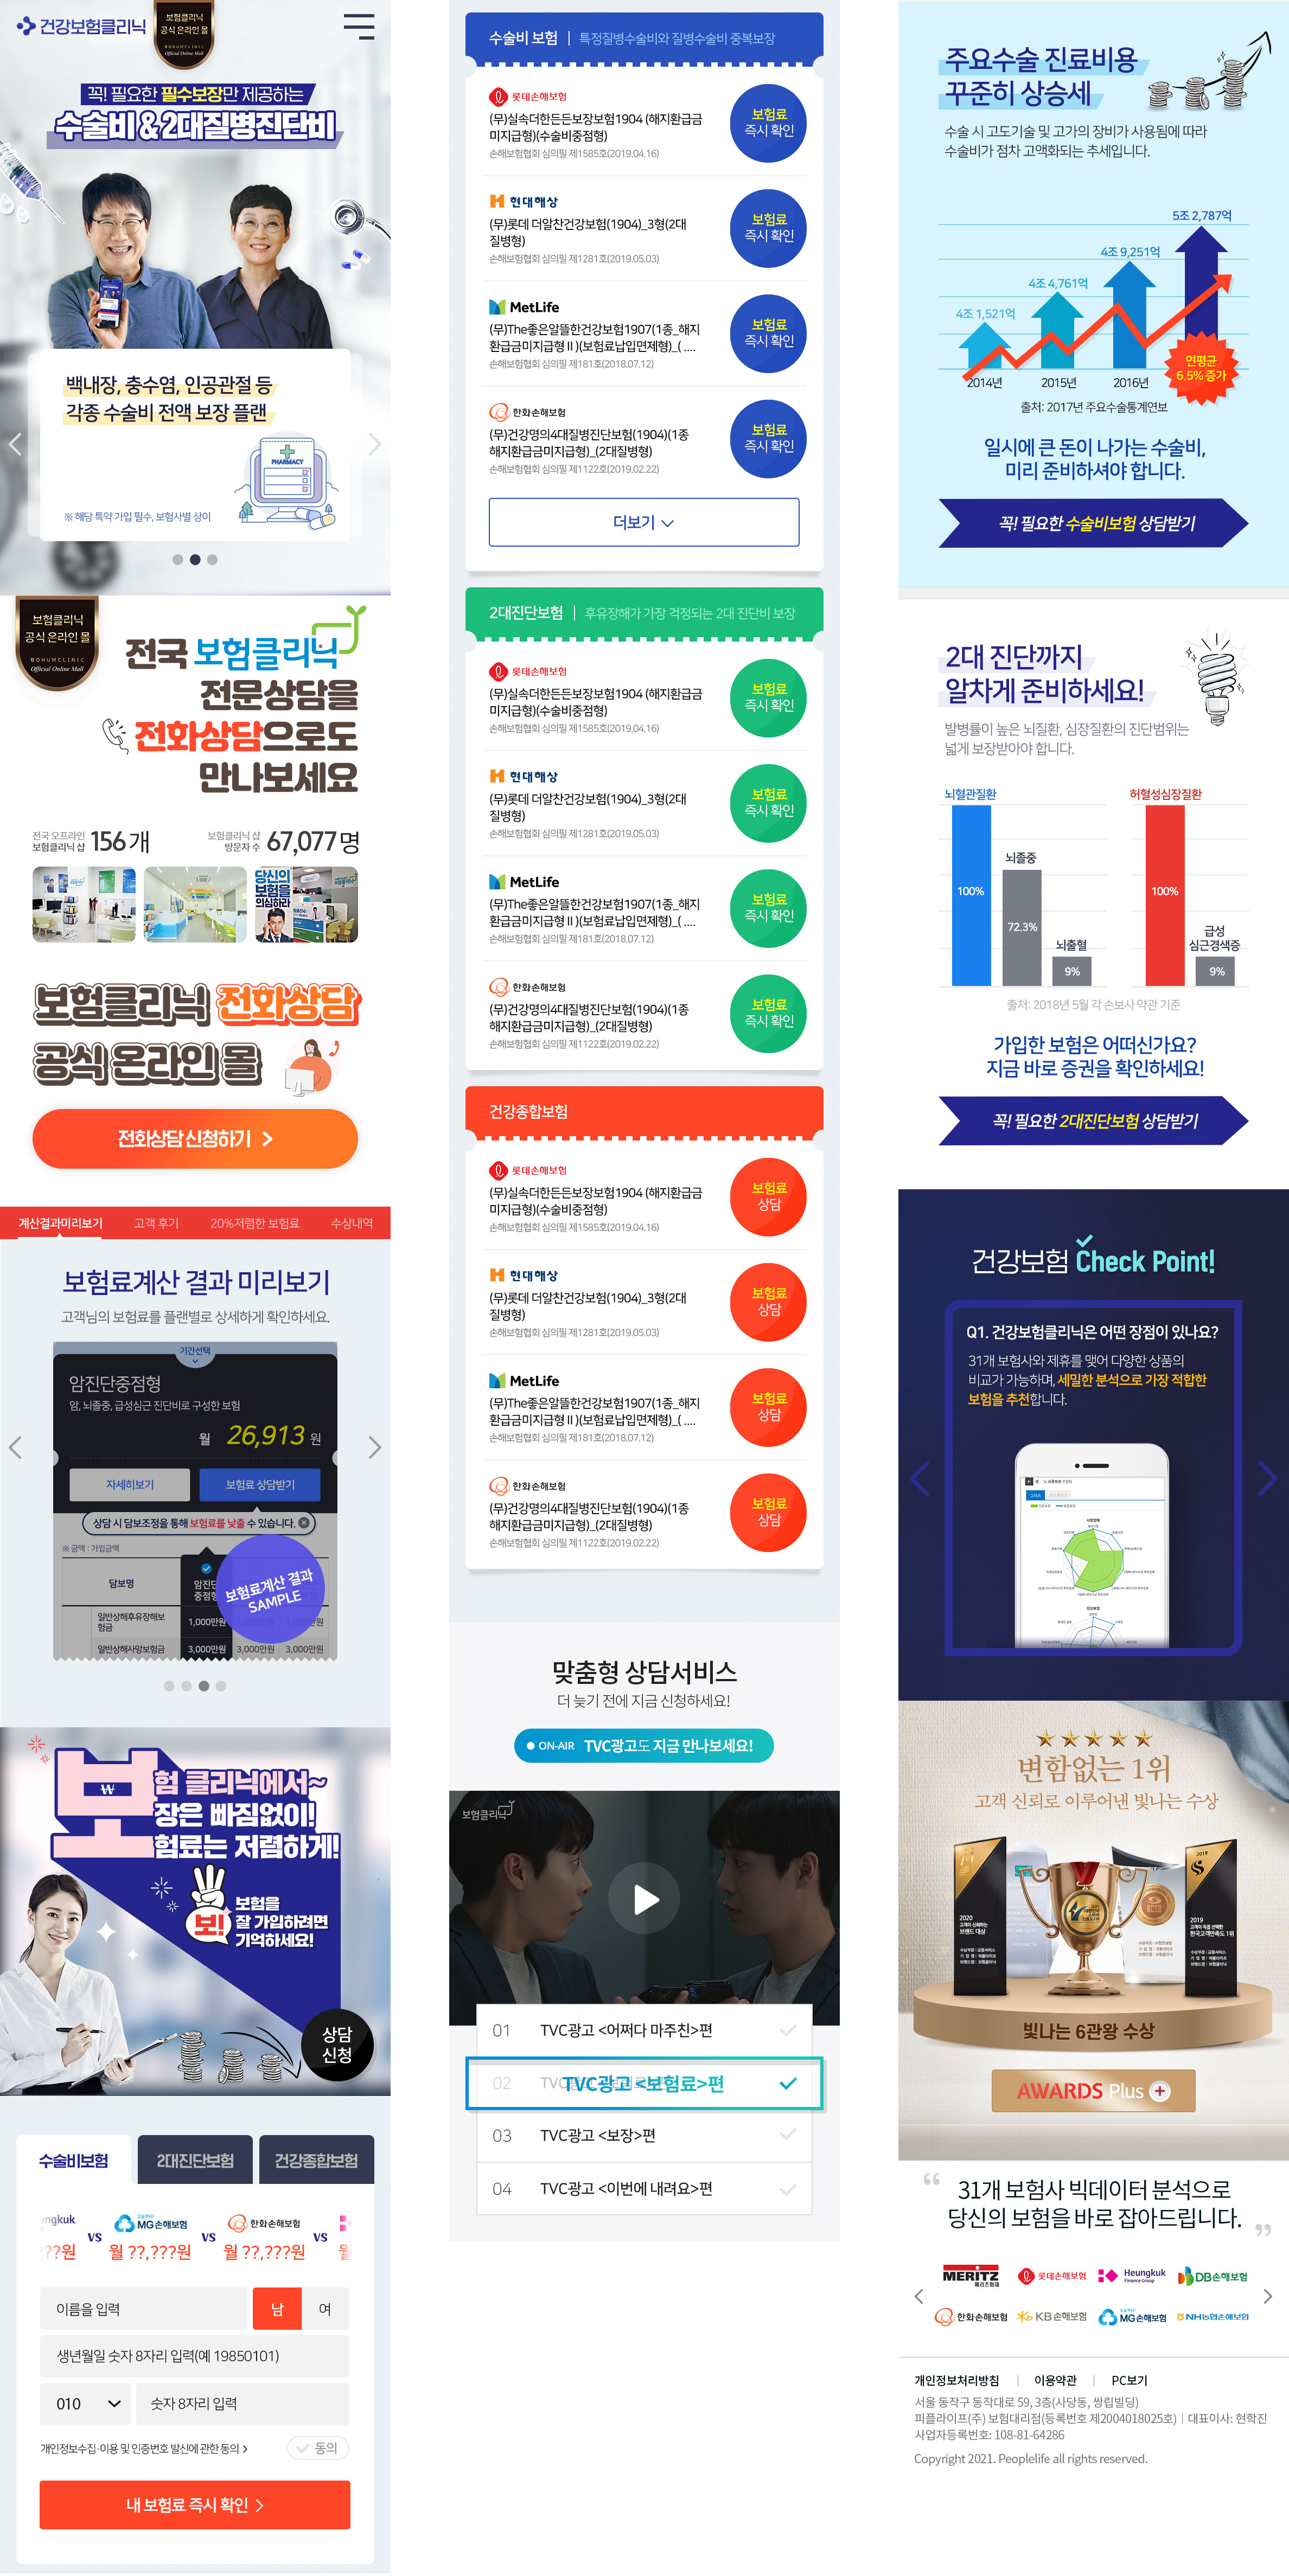 건강보험클리닉
보험클리닉
공식 온라인 몰
BOHUMCLINIC
Official Online Mall
꼭! 필요한 필수보장만 제공하는
수술비&2대질병진단비
백내장, 충수염, 인공관절 등
각종 수술비 전액 보장 플랜
PHARMACY
※ 해당 특약 가입 필수, 보험사별 상이
보험클리닉
공식 온라인 몰
BOHUMCLINIC
Official Online Mall
전국 보험클리닉
전문상담을
전화상담으로도
만나보세요
전국 오프라인
보험클리닉 샵 156 개
보험클리닉 샵
방문자 수 67,077 명
당신의
보험을
의심하라
보험클리닉 전화상담
공식 온라인 몰
전화상담 신청하기 >
계산결과미리보기 고객 후기 20%저렴한 보험료 수상내역
보험료계산 결과 미리보기
고객님의 보험료를 플랜별로 상세하게 확인하세요.
기간선택
암진단중점형
암, 뇌졸중, 급성심근 진단비로 구성한 보험
월 26,913 원
자세히보기 보험료 상담받기
상담 시 담보조정을 통해 보험료를 낮출 수 있습니다.
※ 금액 : 가입금액
담보명 암진단
중점형
보험료계산 결과
SAMPLE
일반상해후유장해보
험금 1,000만원
일반상해사망보험금 3,000만원 3,000만원 3,000만원
보험 클리닉에서~
장은 빠짐없이!
험료는 저렴하게!
보!
보험을
잘 가입하려면
기억하세요!
상담
신청
수술비보험 2대진단보험 건강종합보험
ngkuk vs MG손해보험 vs 한화손해보험 vs
??원 월 ??,???원 월 ??,???원 월
이름을 입력 남 여
생년월일 숫자 8자리 입력(예 19850101)
010 숫자 8자리 입력
개인정보수집·이용 및 인증번호 발신에 관한 동의 > 동의
내 보험료 즉시 확인 >
수술비 보험 | 특정질병수술비와 질병수술비 중복보장
롯데손해보험
(무)실속더한든든보장보험1904 (해지환급금
미지급형)(수술비중점형)
손해보험협회 심의필 제1585호(2019.04.16)
보험료
즉시 확인
현대해상
(무)롯데 더알찬건강보험(1904)_3형(2대
질병형)
손해보험협회 심의필 제1281호(2019.05.03)
보험료
즉시 확인
MetLife
(무)The좋은알뜰한건강보험1907(1종_해지
환급금미지급형 II )(보험료납입면제형)_( ....
손해보험협회 심의필 제181호(2018.07.12)
보험료
즉시 확인
한화손해보험
(무)건강명의4대질병진단보험(1904)(1종
해지환급금미지급형)_(2대질병형)
손해보험협회 심의필 제1122호(2019.02.22)
보험료
즉시 확인
더보기
2대진단보험 | 후유장해가 가장 걱정되는 2대 진단비 보장
롯데손해보험
(무)실속더한든든보장보험1904 (해지환급금
미지급형)(수술비중점형)
손해보험협회 심의필 제1585호(2019.04.16)
보험료
즉시 확인
현대해상
(무)롯데 더알찬건강보험(1904)_3형(2대
질병형)
손해보험협회 심의필 제1281호(2019.05.03)
보험료
즉시 확인
MetLife
(무)The좋은알뜰한건강보험1907(1종_해지
환급금미지급형 II )(보험료납입면제형)_( ....
손해보험협회 심의필 제181호(2018.07.12)
보험료
즉시 확인
한화손해보험
(무)건강명의4대질병진단보험(1904)(1종
해지환급금미지급형)_(2대질병형)
손해보험협회 심의필 제1122호(2019.02.22)
보험료
즉시 확인
건강종합보험
롯데손해보험
(무)실속더한든든보장보험1904 (해지환급금
미지급형)(수술비중점형)
손해보험협회 심의필 제1585호(2019.04.16)
보험료
상담
현대해상
(무)롯데 더알찬건강보험(1904)_3형(2대
질병형)
손해보험협회 심의필 제1281호(2019.05.03)
보험료
상담
MetLife
(무)The좋은알뜰한건강보험1907(1종_해지
환급금미지급형 II )(보험료납입면제형)_( ....
손해보험협회 심의필 제181호(2018.07.12)
보험료
상담
한화손해보험
(무)건강명의4대질병진단보험(1904)(1종
해지환급금미지급형)_(2대질병형)
손해보험협회 심의필 제1122호(2019.02.22)
보험료
상담
맞춤형 상담서비스
더 늦기 전에 지금 신청하세요!
ON-AIR TVC광고도 지금 만나보세요!
보험클리닉
01 TVC광고 <어쩌다 마주친>편
02 TVC광고 <보험료>편
03 TVC광고 <보장>편
04 TVC광고 <이번에 내려요>편
주요수술 진료비용
꾸준히 상승세
수술 시 고도기술 및 고가의 장비가 사용됨에 따라
수술비가 점차 고액화되는 추세입니다.
5조 2,787억
4조 9,251억
4조 4,761억
4조 1,521억
연평균
6.5% 증가
2014년 2015년 2016년
출처: 2017년 주요수술통계연보
일시에 큰 돈이 나가는 수술비,
미리 준비하셔야 합니다.
꼭! 필요한 수술비보험 상담받기
2대 진단까지
알차게 준비하세요!
발병률이 높은 뇌질환, 심장질환의 진단범위는
넓게 보장받아야 합니다.
뇌혈관질환 허혈성심장질환
뇌졸중
100% 100%
72.3%
뇌출혈
급성
심근경색증
9% 9%
출처: 2018년 5월 각 손보사 약관 기준
가입한 보험은 어떠신가요?
지금 바로 증권을 확인하세요!
꼭! 필요한 2대진단보험 상담받기
건강보험 Check Point!
Q1. 건강보험클리닉은 어떤 장점이 있나요?
31개 보험사와 제휴를 맺어 다양한 상품의
비교가 가능하며, 세밀한 분석으로 가장 적합한
보험을 추천합니다.
변함없는 1위
고객 신뢰로 이루어낸 빛나는 수상
2020
고객이 신뢰하는
브랜드 대상
2019
2019
고객이 직접 선택한
한국고객만족도 1위
빛나는 6관왕 수상
AWARDS Plus +
“ 31개 보험사 빅데이터 분석으로
당신의 보험을 바로 잡아드립니다. ”
MERITZ
메리츠화재
롯데손해보험
Heungkuk
Finance Group
DB손해보험
한화손해보험
KB손해보험
MG손해보험
NH농협손해보험
개인정보처리방침 | 이용약관 | PC보기
서울 동작구 동작대로 59, 3층(사당동, 쌍립빌딩)
피플라이프(주) 보험대리점(등록번호 제2004018025호) | 대표이사: 현학진
사업자등록번호: 108-81-64286
Copyright 2021. Peoplelife all rights reserved.